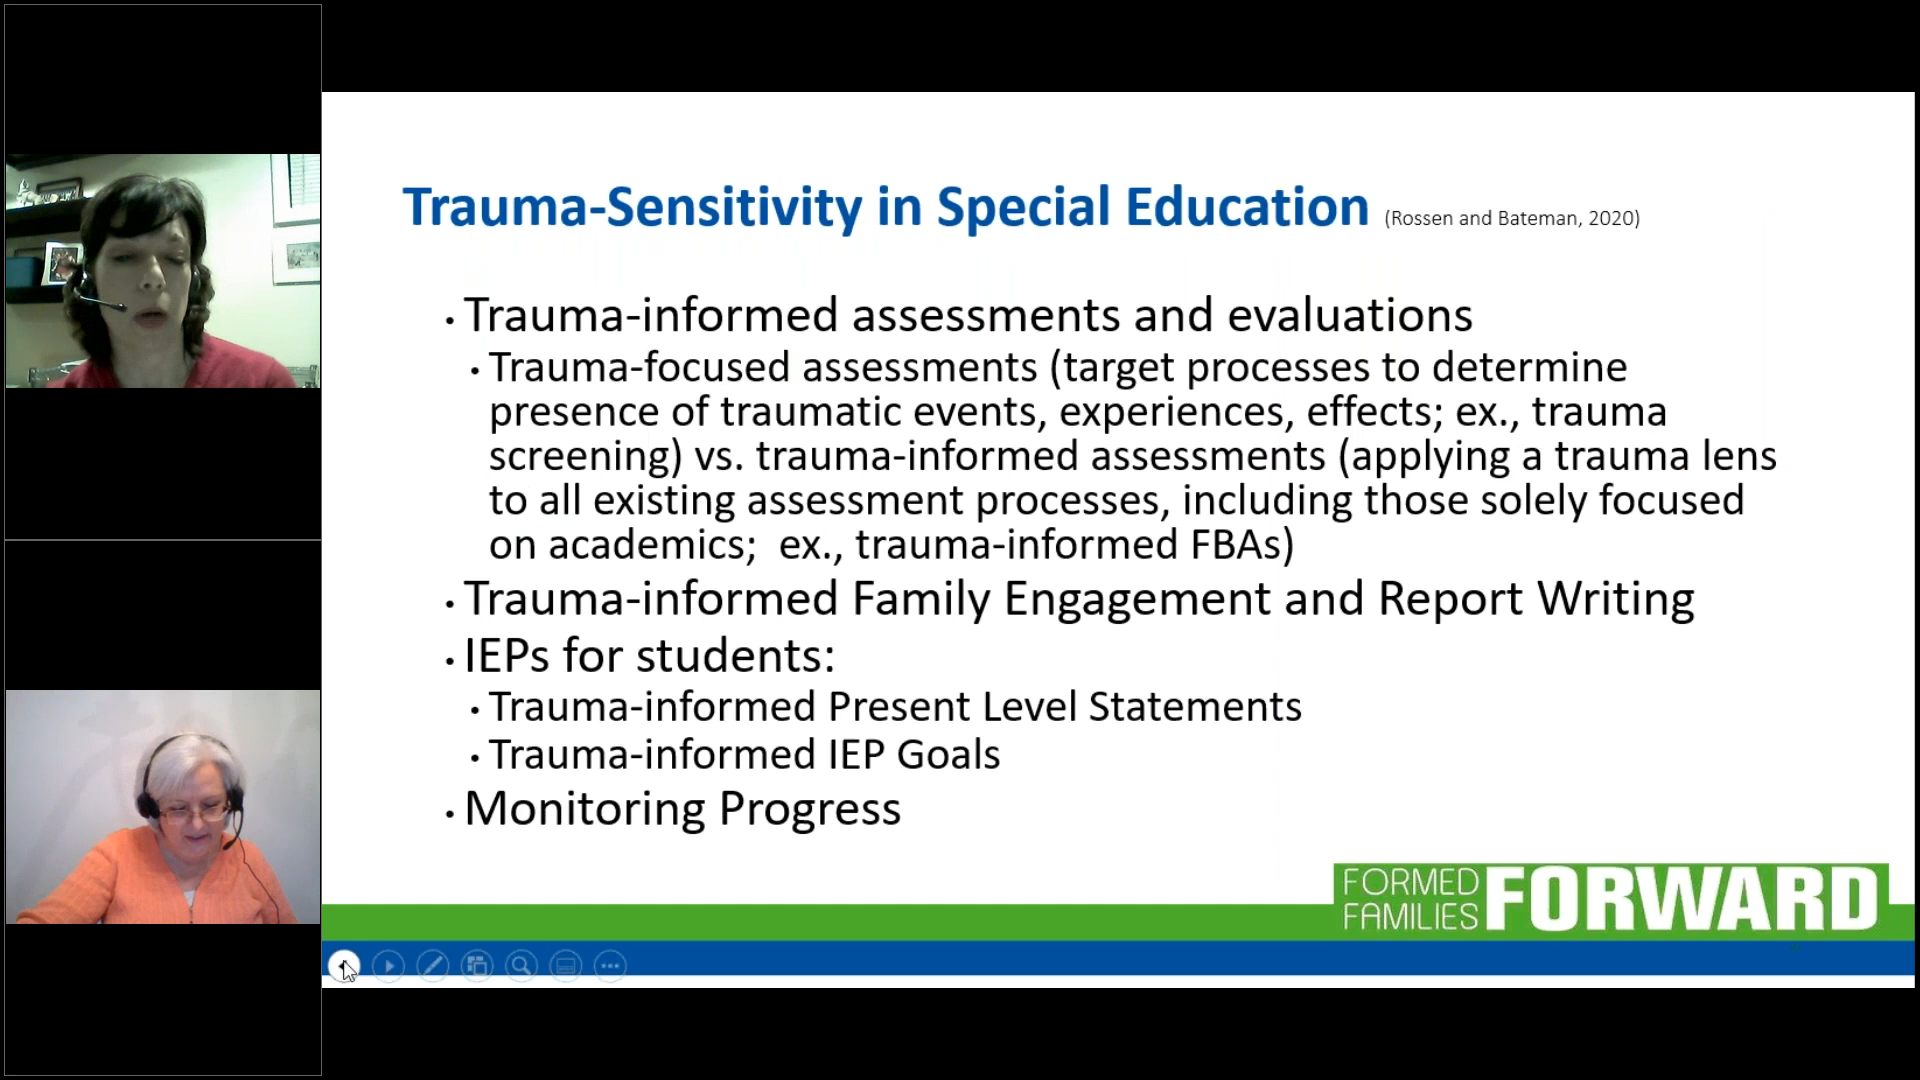 Trauma-Sensitivity in Special Education (Rossen and Bateman, 2020)
• Trauma-informed assessments and evaluations
• Trauma-focused assessments (target processes to determine
presence of traumatic events, experiences, effects; ex., trauma
screening) vs. trauma-informed assessments (applying a trauma lens
to all existing assessment processes, including those solely focused
on academics;  ex., trauma-informed FBAs)
• Trauma-informed Family Engagement and Report Writing
• IEPs for students:
• Trauma-informed Present Level Statements
• Trauma-informed IEP Goals
• Monitoring Progress
FORMED
FAMILIES
FORWARD